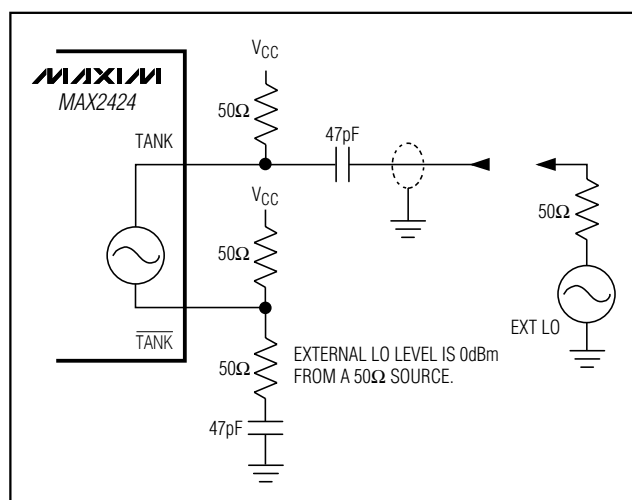 VCC
MAXIM
MAX2424
50Ω
47pF
TANK
VCC
50Ω
50Ω
EXT LO
TANK
50Ω
EXTERNAL LO LEVEL IS 0dBm
FROM A 50Ω SOURCE.
47pF